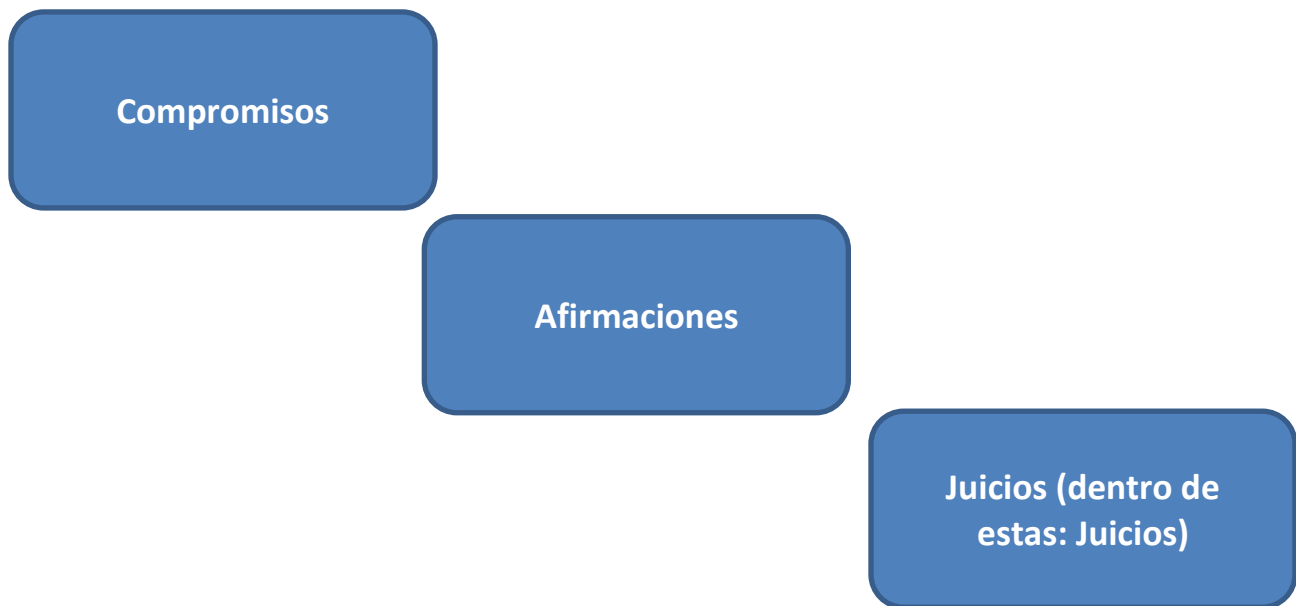 Compromisos
Afirmaciones
Juicios (dentro de
estas: Juicios)